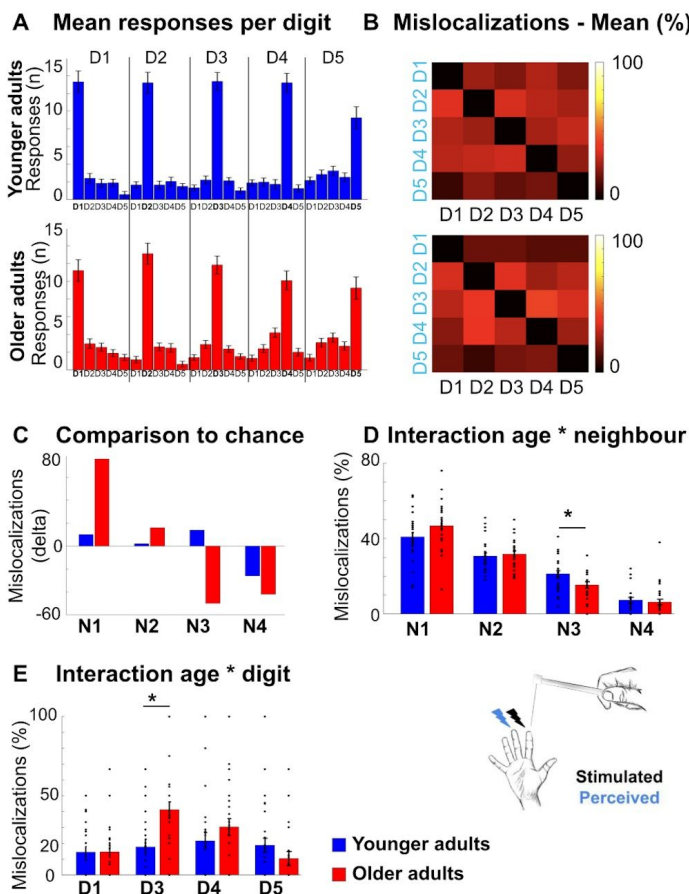 A Mean responses per digit
D1 D2 D3 D4 D5
Younger adults
Responses (n)
15
10
5
0
D1D2D3D4D5 D1D2D3D4D5 D1D2D3D4D5 D1D2D3D4D5 D1D2D3D4D5
Older adults
Responses (n)
15
10
5
0
D1D2D3D4D5 D1D2D3D4D5 D1D2D3D4D5 D1D2D3D4D5 D1D2D3D4D5
B Mislocalizations - Mean (%)
D5 D4 D3 D2 D1
D1 D2 D3 D4 D5
100
0
D5 D4 D3 D2 D1
D1 D2 D3 D4 D5
100
0
C Comparison to chance
Mislocalizations
(delta)
80
0
-60
N1 N2 N3 N4
D Interaction age * neighbour
Mislocalizations (%)
80
40
0
*
N1 N2 N3 N4
E Interaction age * digit
Mislocalizations (%)
100
50
20
0
*
D1 D3 D4 D5
Stimulated
Perceived
Younger adults
Older adults